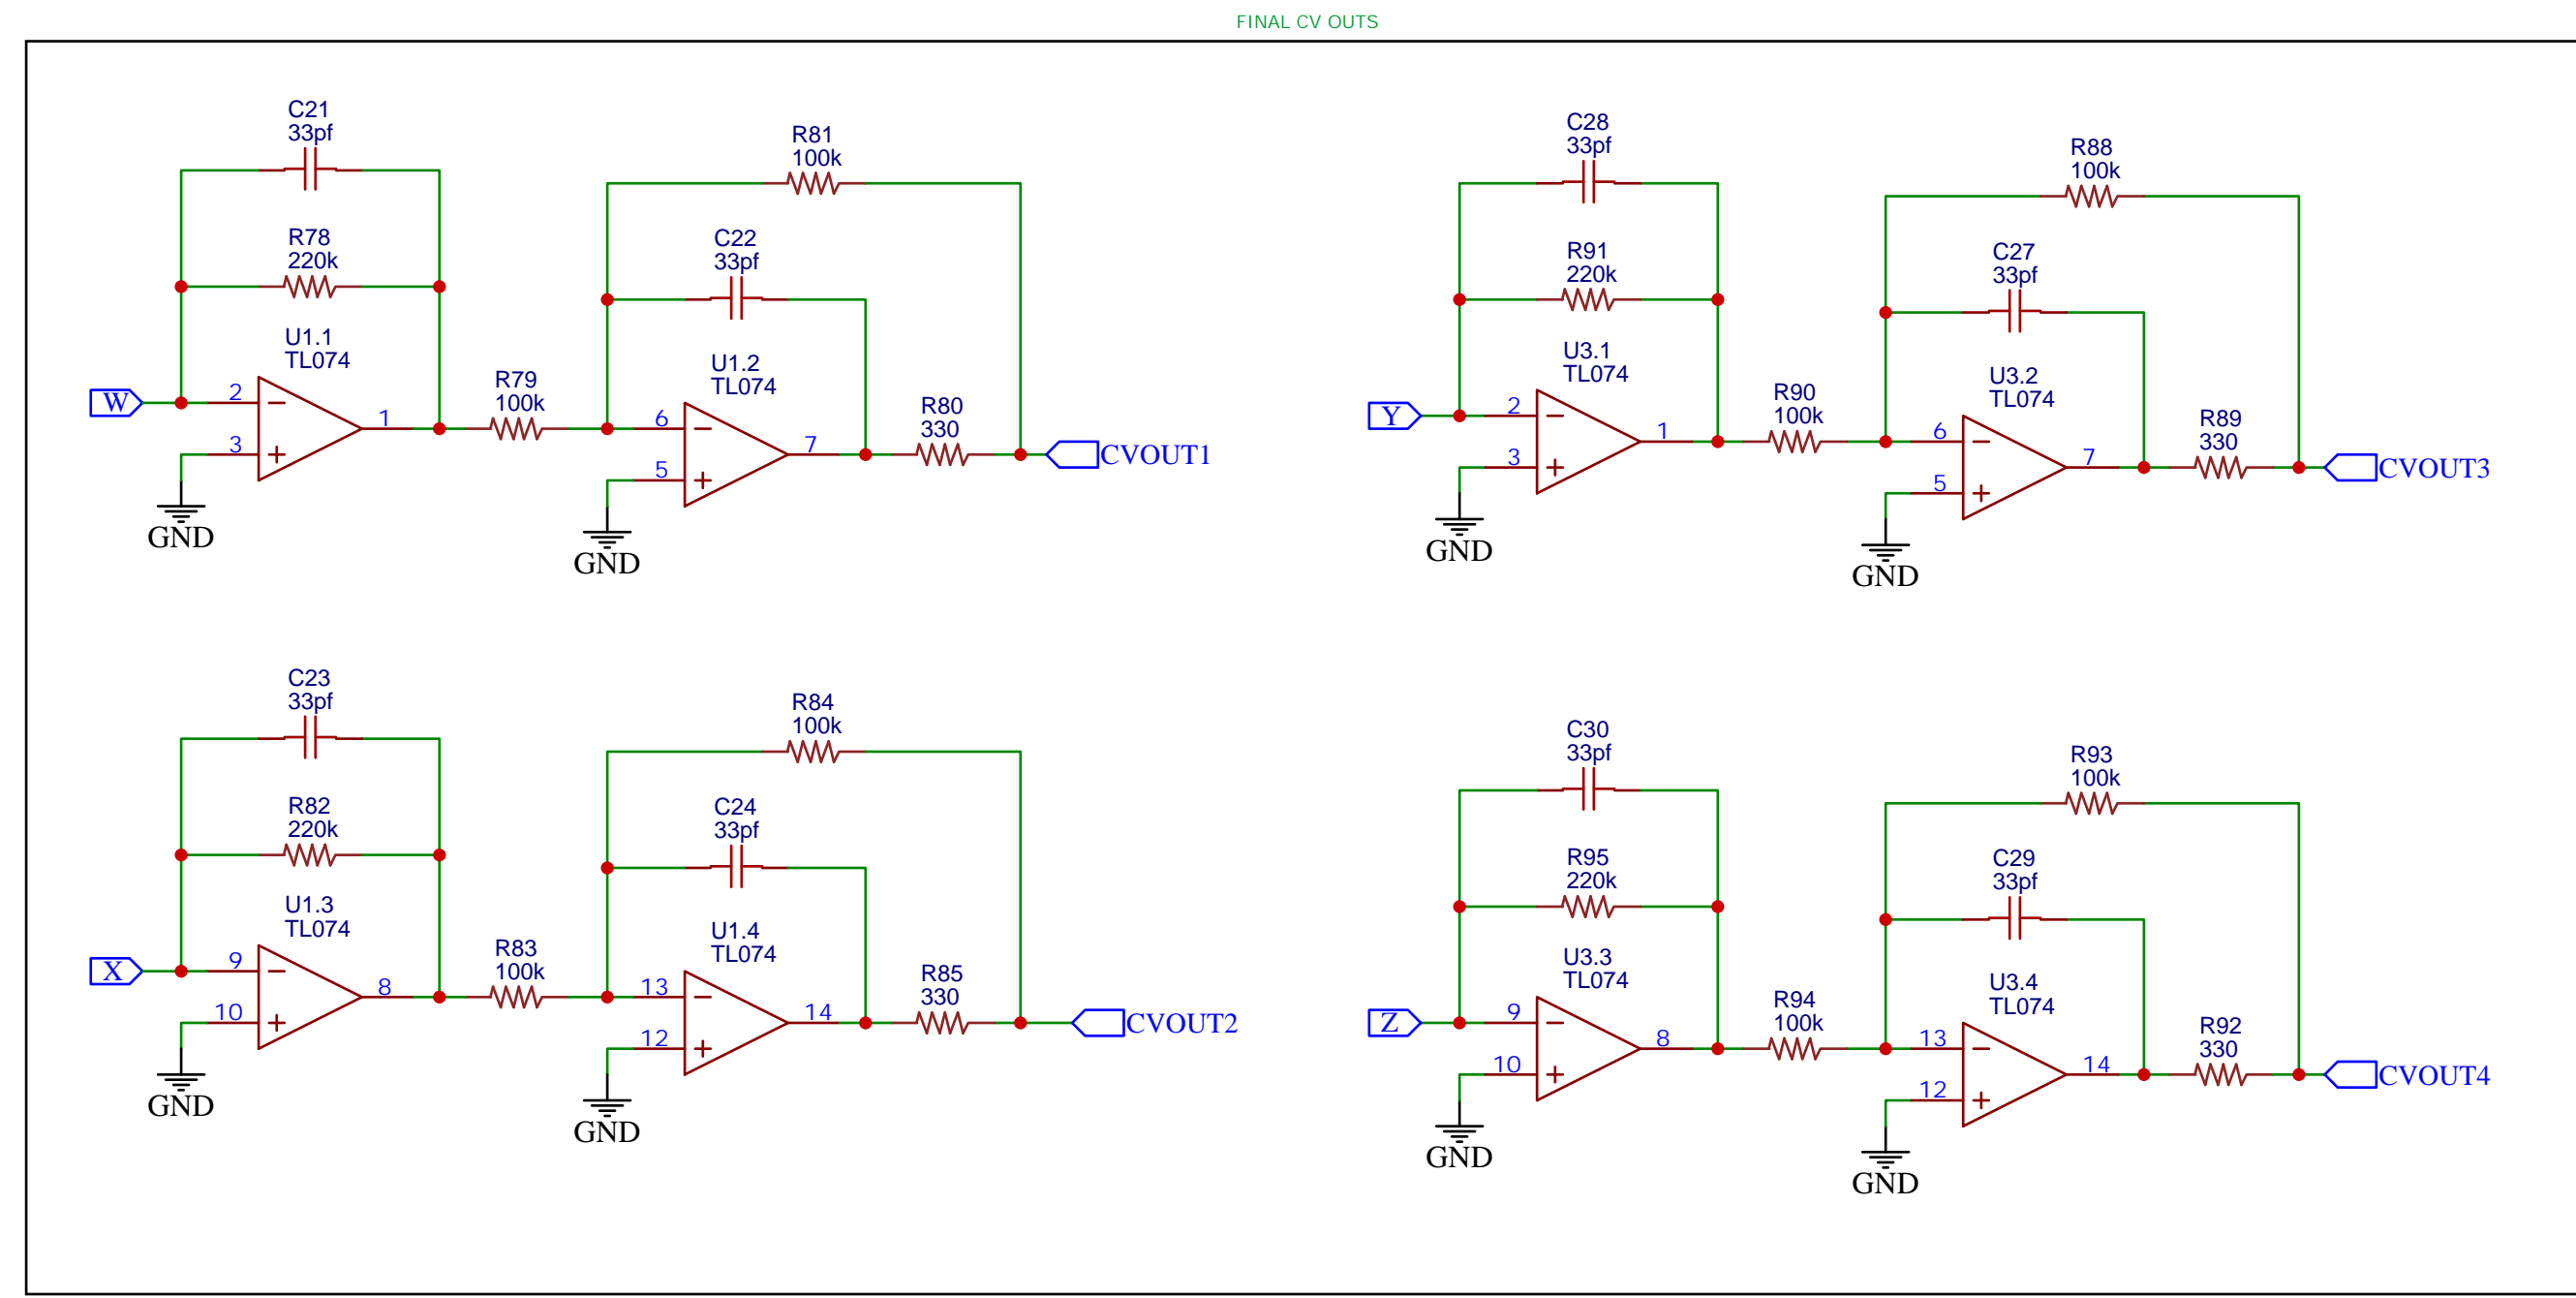 FINAL CV OUTS
C21
33pf
R78
220k
U1.1
TL074
W
2
3
1
GND
R79
100k
R81
100k
C22
33pf
U1.2
TL074
6
5
7
GND
R80
330
CVOUT1
C28
33pf
R91
220k
U3.1
TL074
Y
2
3
1
GND
R90
100k
R88
100k
C27
33pf
U3.2
TL074
6
5
7
GND
R89
330
CVOUT3
C23
33pf
R82
220k
U1.3
TL074
X
9
10
8
GND
R83
100k
R84
100k
C24
33pf
U1.4
TL074
13
12
14
GND
R85
330
CVOUT2
C30
33pf
R95
220k
U3.3
TL074
Z
9
10
8
GND
R94
100k
R93
100k
C29
33pf
U3.4
TL074
13
12
14
GND
R92
330
CVOUT4